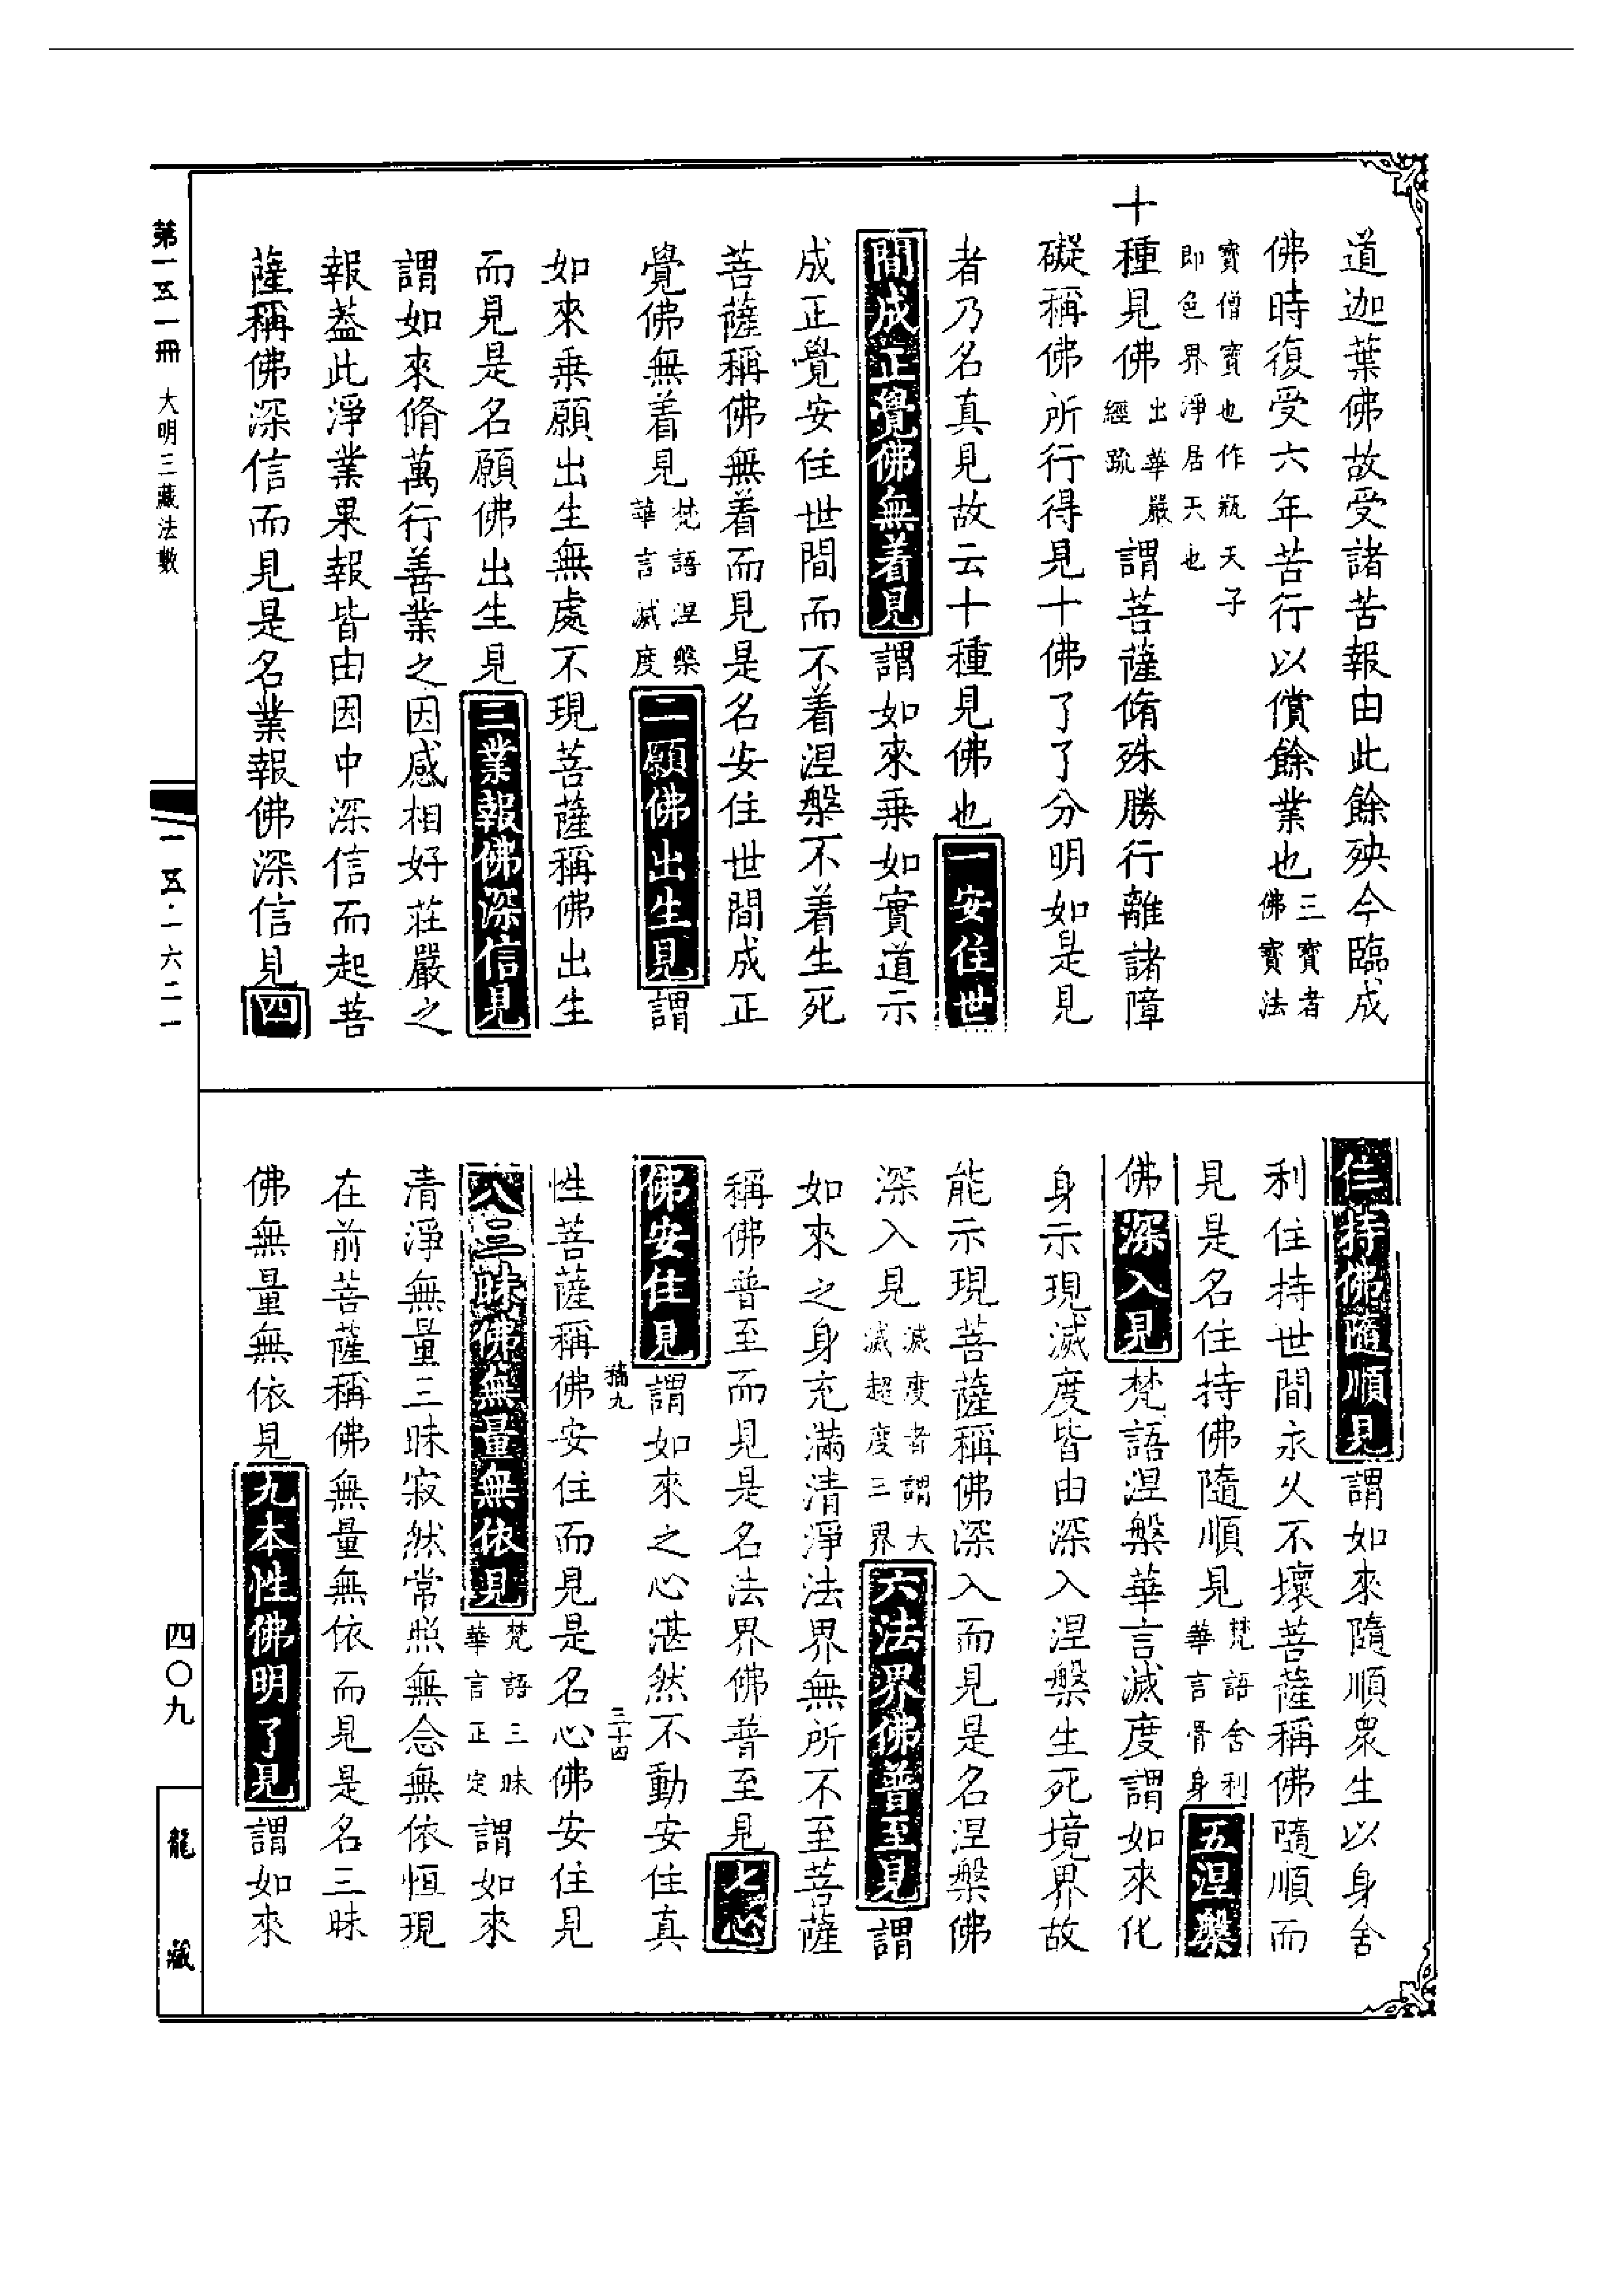 道迦葉佛故受諸苦報由此餘殃今臨成
佛時復受六年苦行以償餘業也三寶者佛寶法
寶僧寶也作瓶天子即色界淨居天也
十種見佛出華嚴經疏謂菩薩脩殊勝行離諸障
礙稱佛所行得見十佛了了分明如是見
者乃名真見故云十種見佛也一安住世
間成正覺佛無着見謂如來乗如實道示
成正覺安住世間而不着涅槃不着生死
菩薩稱佛無着而見是名安住世間成正
覺佛無着見梵語涅槃華言滅度二願佛出生見謂
如來乗願出生無處不現菩薩稱佛出生
而見是名願佛出生見三業報佛深信見
謂如來脩萬行善業之因感相好莊嚴之
報葢此淨業果報皆由因中深信而起菩
薩稱佛深信而見是名業報佛深信見四
住持佛隨順見謂如來隨順衆生以身舍
利住持世間永久不壞菩薩稱佛隨順而
見是名住持佛隨順見梵語舍利華言骨身五涅槃
佛深入見梵語涅槃華言滅度謂如來化
身示現滅度皆由深入涅槃生死境界故
能示現菩薩稱佛深入而見是名涅槃佛
深入見滅度者謂大滅超度三界六法界佛普至見謂
如來之身充滿清淨法界無所不至菩薩
稱佛普至而見是名法界佛普至見七心
佛安住見謂如來之心湛然不動安住真
稿九 三十四
性菩薩稱佛安住而見是名心佛安住見
八三昧佛無量無依見梵語三昧華言正定謂如來
清淨無量三昧寂然常照無念無依恒現
在前菩薩稱佛無量無依而見是名三昧
佛無量無依見九本性佛明了見謂如來
第一五一冊 大明三藏法數
一五·一六二一
四〇九
龍藏